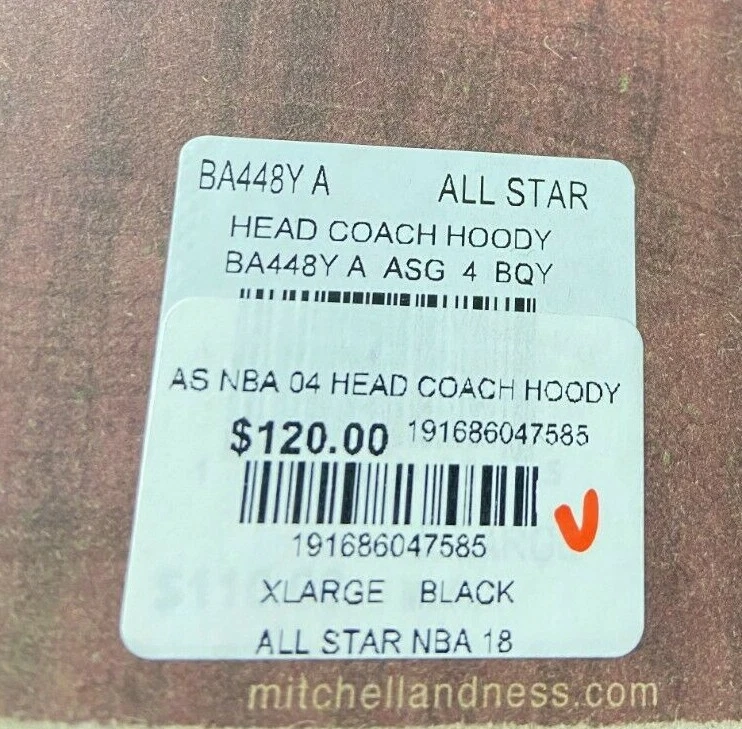 BA448Y A ALL STAR
HEAD COACH HOODY
BA448Y A ASG 4 BQY
AS NBA 04 HEAD COACH HOODY
$120.00 191686047585
191686047585
XLARGE BLACK
ALL STAR NBA 18
mitchellandness.com